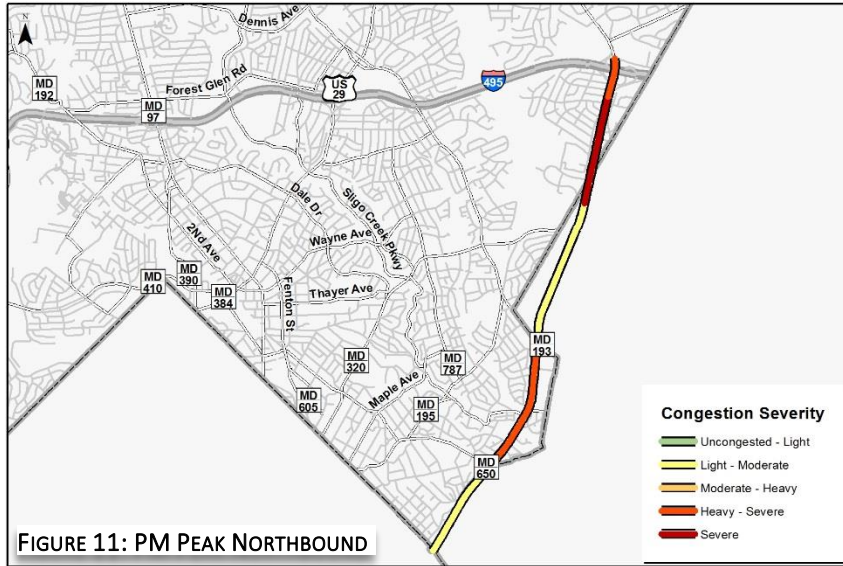 N
Dennis Ave
MD
192
Forest Glen Rd
US
29
495
MD
97
Dale Dr
Sligo Creek Pkwy
2Nd Ave
Wayne Ave
MD
410
MD
390
MD
384
Fenton St
Thayer Ave
MD
193
MD
320
MD
787
MD
605
Maple Ave
MD
195
MD
650
Congestion Severity
Uncongested - Light
Light - Moderate
Moderate - Heavy
Heavy - Severe
Severe
FIGURE 11: PM PEAK NORTHBOUND